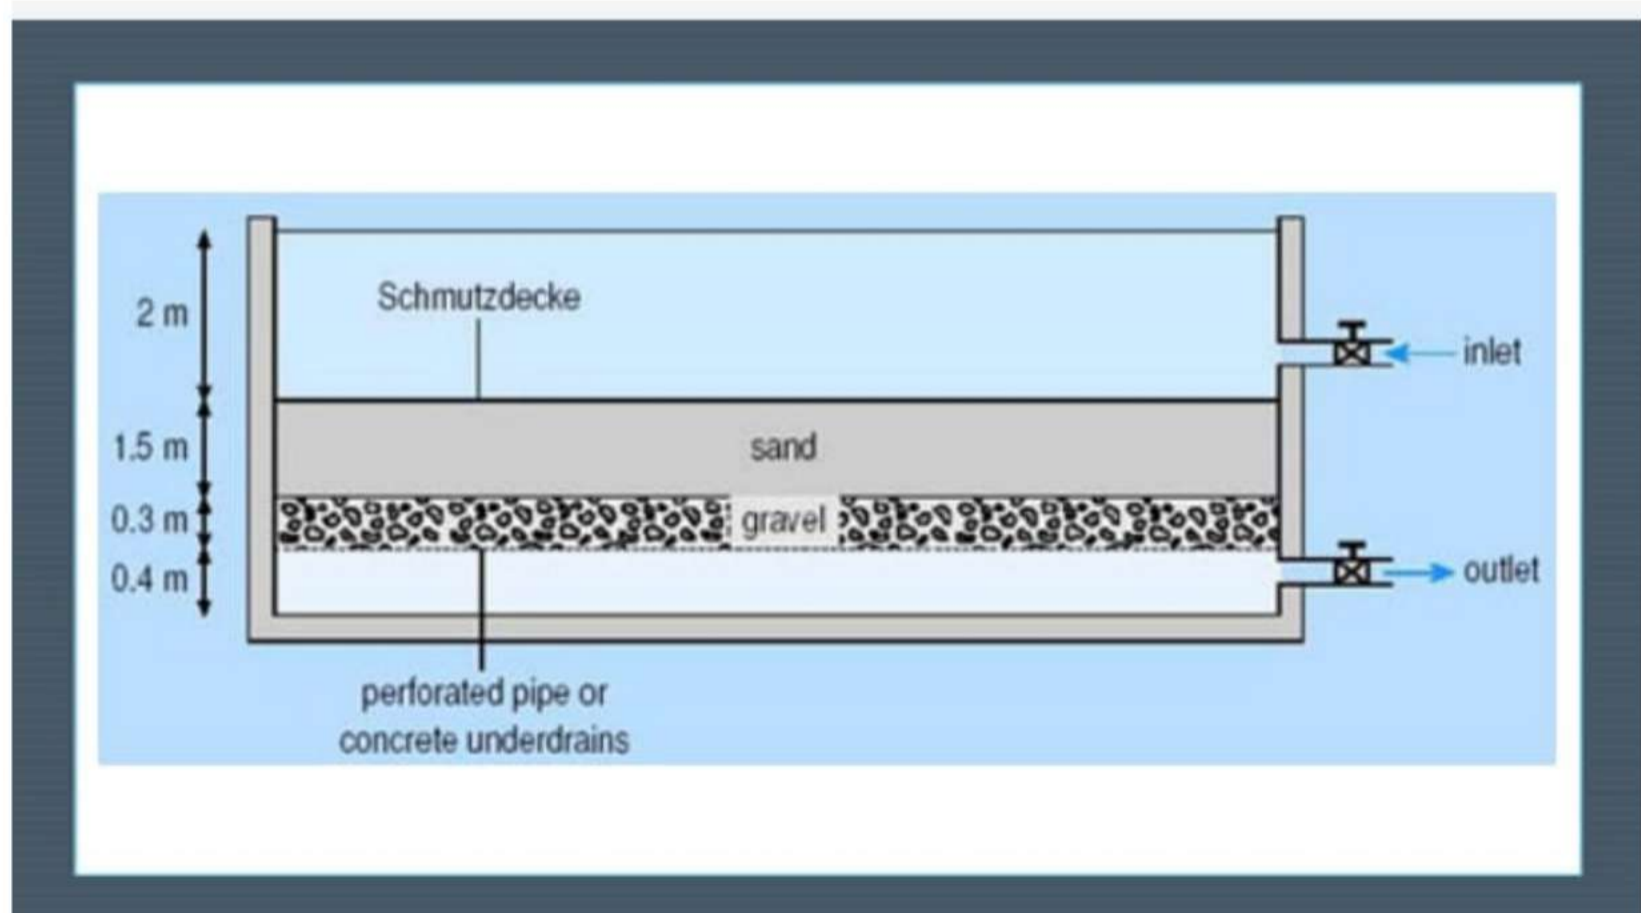 2 m
Schmutzdecke
inlet
1.5 m
sand
0.3 m
gravel
0.4 m
outlet
perforated pipe or
concrete underdrains